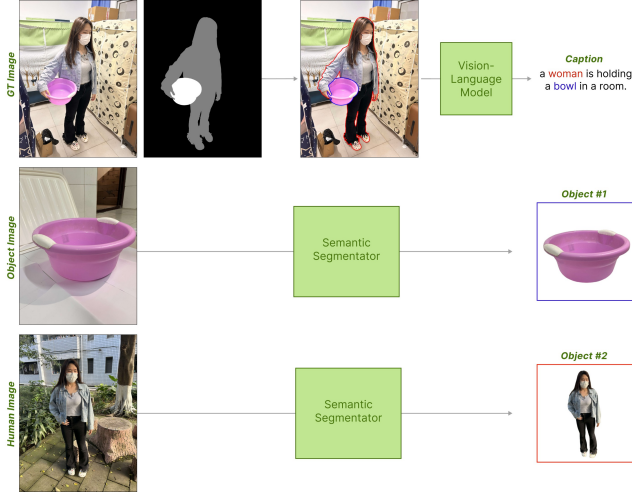 GT Image
Vision-
Language
Model
Caption
a woman is holding
a bowl in a room.
Object Image
Semantic
Segmentator
Object #1
Human Image
Semantic
Segmentator
Object #2